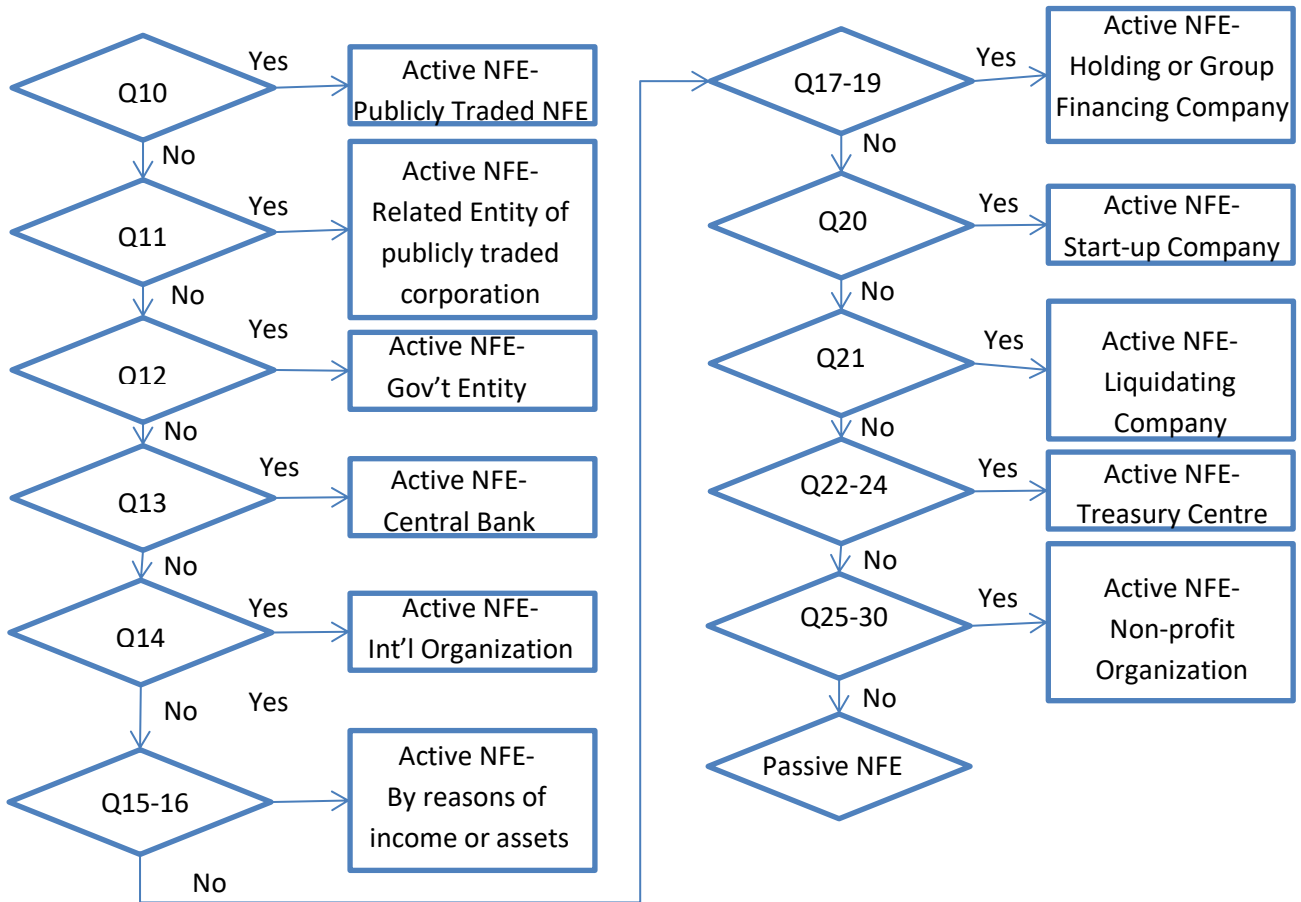 Q10
Yes
Active NFE-
Publicly Traded NFE
No
Q11
Yes
Active NFE-
Related Entity of
publicly traded
corporation
No
Q12
Yes
Active NFE-
Gov’t Entity
No
Q13
Yes
Active NFE-
Central Bank
No
Q14
Yes
Active NFE-
Int’l Organization
No
Yes
Q15-16
Active NFE-
By reasons of
income or assets
No
Q17-19
Yes
Active NFE-
Holding or Group
Financing Company
No
Q20
Yes
Active NFE-
Start-up Company
No
Q21
Yes
Active NFE-
Liquidating
Company
No
Q22-24
Yes
Active NFE-
Treasury Centre
No
Q25-30
Yes
Active NFE-
Non-profit
Organization
No
Passive NFE